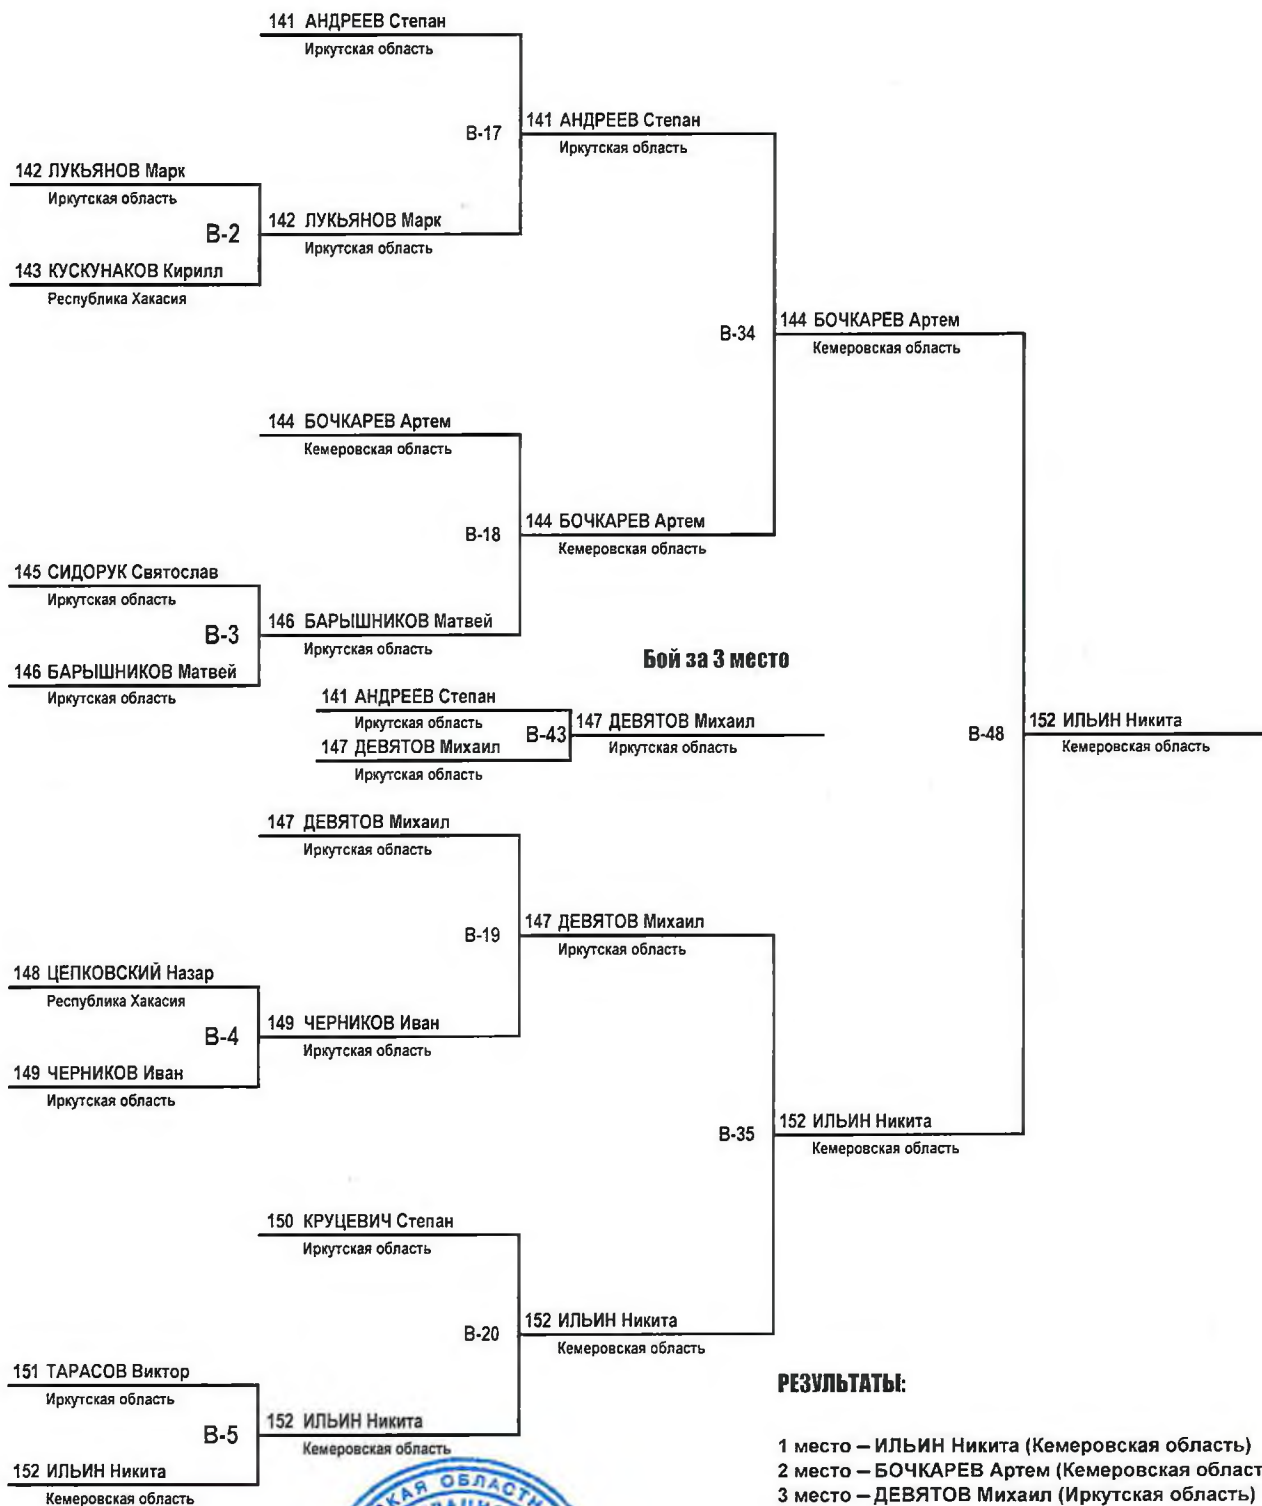 141 АНДРЕЕВ Степан
Иркутская область
B-17
141 АНДРЕЕВ Степан
Иркутская область
142 ЛУКЬЯНОВ Марк
Иркутская область
B-2
142 ЛУКЬЯНОВ Марк
Иркутская область
143 КУСКУНАКОВ Кирилл
Республика Хакасия
B-34
144 БОЧКАРЕВ Артем
Кемеровская область
144 БОЧКАРЕВ Артем
Кемеровская область
B-18
144 БОЧКАРЕВ Артем
Кемеровская область
145 СИДОРУК Святослав
Иркутская область
B-3
146 БАРЫШНИКОВ Матвей
Иркутская область
146 БАРЫШНИКОВ Матвей
Иркутская область
Бой за 3 место
141 АНДРЕЕВ Степан
Иркутская область
B-43
147 ДЕВЯТОВ Михаил
Иркутская область
147 ДЕВЯТОВ Михаил
Иркутская область
B-48
152 ИЛЬИН Никита
Кемеровская область
147 ДЕВЯТОВ Михаил
Иркутская область
B-19
147 ДЕВЯТОВ Михаил
Иркутская область
148 ЦЕПКОВСКИЙ Назар
Республика Хакасия
B-4
149 ЧЕРНИКОВ Иван
Иркутская область
149 ЧЕРНИКОВ Иван
Иркутская область
B-35
152 ИЛЬИН Никита
Кемеровская область
150 КРУЦЕВИЧ Степан
Иркутская область
B-20
152 ИЛЬИН Никита
Кемеровская область
151 ТАРАСОВ Виктор
Иркутская область
B-5
152 ИЛЬИН Никита
Кемеровская область
152 ИЛЬИН Никита
Кемеровская область
РЕЗУЛЬТАТЫ:
1 место – ИЛЬИН Никита (Кемеровская область)
2 место – БОЧКАРЕВ Артем (Кемеровская област
3 место – ДЕВЯТОВ Михаил (Иркутская область)